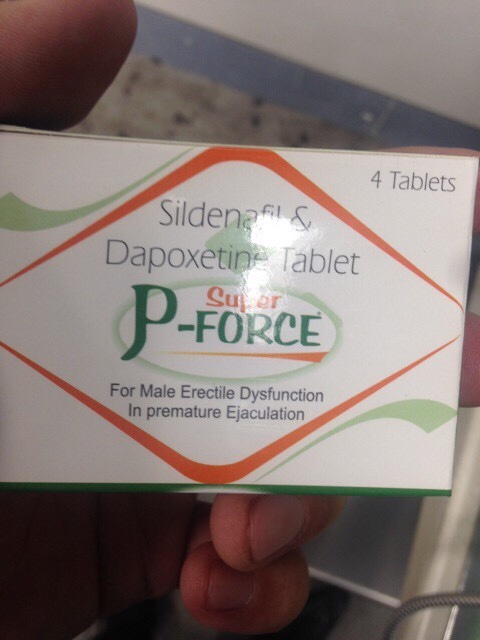 4 Tablets
Sildenafil &
Dapoxetine Tablet
Super
P-FORCE
For Male Erectile Dysfunction
In premature Ejaculation